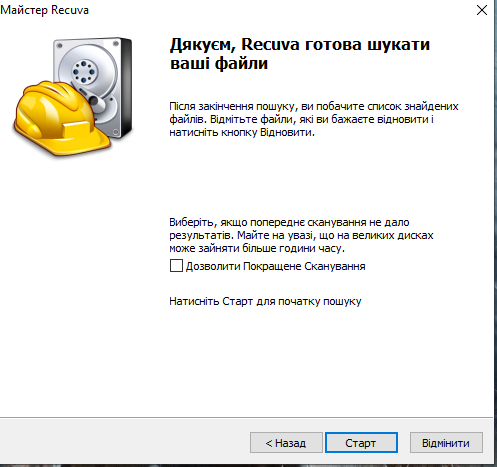 Майстер Recuva
Дякуєм, Recuva готова шукати
ваші файли
Після закінчення пошуку, ви побачите список знайдених
файлів. Відмітьте файли, які ви бажаєте відновити і
натисніть кнопку Відновити.
Виберіть, якщо попереднє сканування не дало
результатів. Майте на увазі, що на великих дисках
може зайняти більше години часу.
Дозволити Покращене Сканування
Натисніть Старт для початку пошуку
< Назад
Старт
Відмінити